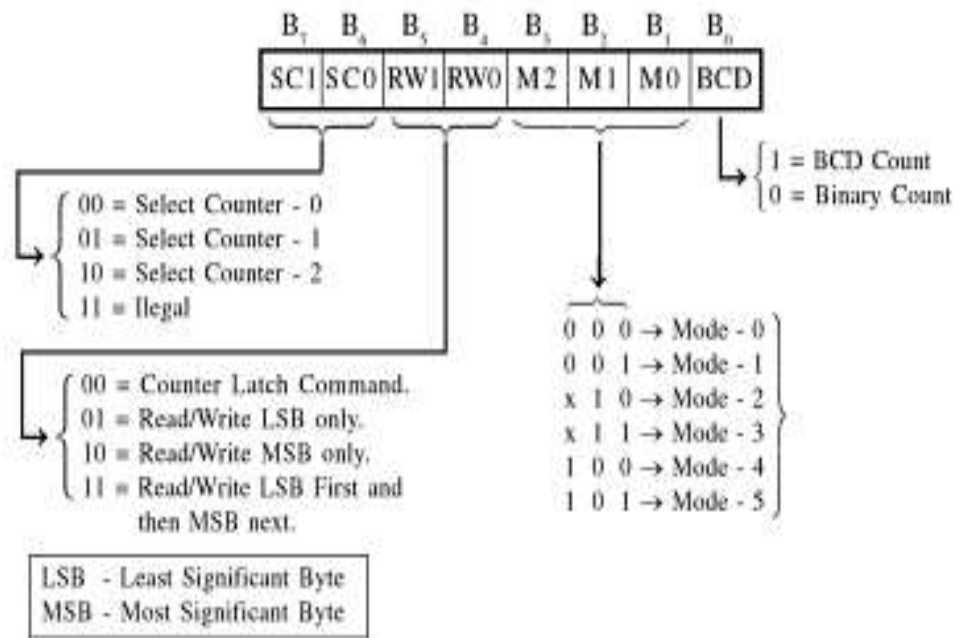 B₇ B₆ B₅ B₄ B₃ B₂ B₁ B₀
SC1 SC0 RW1 RW0 M2 M1 M0 BCD
1 = BCD Count
0 = Binary Count
00 = Select Counter - 0
01 = Select Counter - 1
10 = Select Counter - 2
11 = Ilegal
0 0 0 → Mode - 0
0 0 1 → Mode - 1
x 1 0 → Mode - 2
x 1 1 → Mode - 3
1 0 0 → Mode - 4
1 0 1 → Mode - 5
00 = Counter Latch Command.
01 = Read/Write LSB only.
10 = Read/Write MSB only.
11 = Read/Write LSB First and
then MSB next.
LSB - Least Significant Byte
MSB - Most Significant Byte